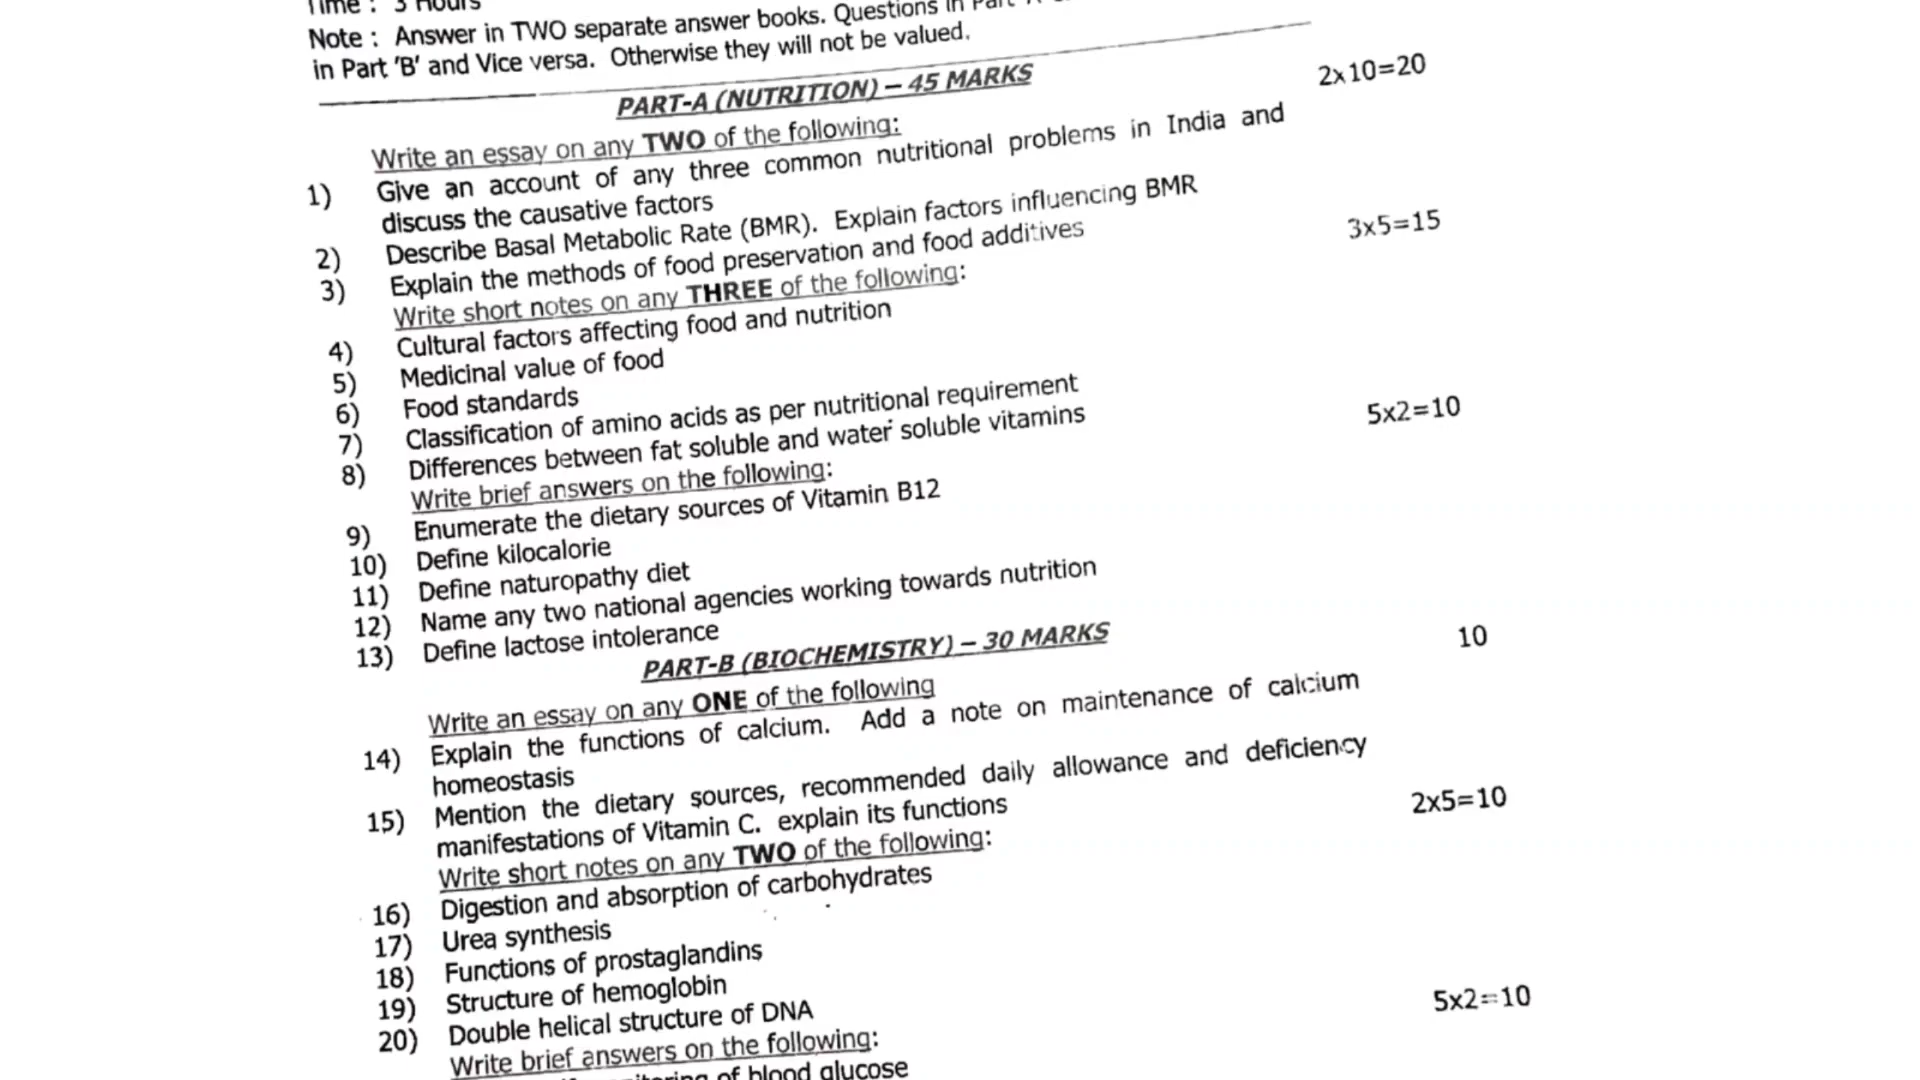 Time : 3 Hours
Note : Answer in TWO separate answer books. Questions in Part
in Part 'B' and Vice versa. Otherwise they will not be valued.
PART-A (NUTRITION) – 45 MARKS
Write an essay on any TWO of the following: 2x10=20
1) Give an account of any three common nutritional problems in India and
discuss the causative factors
2) Describe Basal Metabolic Rate (BMR). Explain factors influencing BMR
3) Explain the methods of food preservation and food additives
Write short notes on any THREE of the following: 3x5=15
4) Cultural factors affecting food and nutrition
5) Medicinal value of food
6) Food standards
7) Classification of amino acids as per nutritional requirement
8) Differences between fat soluble and water soluble vitamins
Write brief answers on the following: 5x2=10
9) Enumerate the dietary sources of Vitamin B12
10) Define kilocalorie
11) Define naturopathy diet
12) Name any two national agencies working towards nutrition
13) Define lactose intolerance
PART-B (BIOCHEMISTRY) – 30 MARKS
Write an essay on any ONE of the following 10
14) Explain the functions of calcium. Add a note on maintenance of calcium
homeostasis
15) Mention the dietary sources, recommended daily allowance and deficiency
manifestations of Vitamin C. explain its functions
Write short notes on any TWO of the following: 2x5=10
16) Digestion and absorption of carbohydrates
17) Urea synthesis
18) Functions of prostaglandins
19) Structure of hemoglobin
20) Double helical structure of DNA
Write brief answers on the following: 5x2=10
of blood glucose